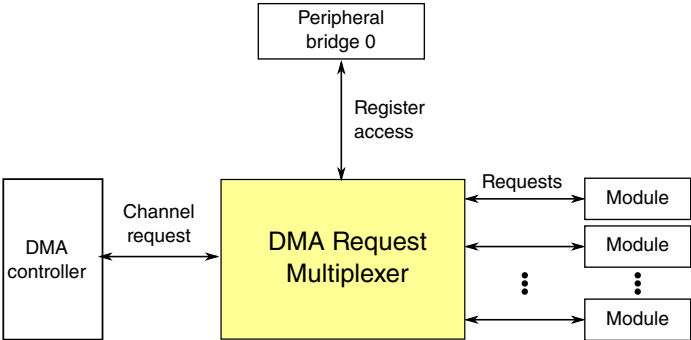 Peripheral
bridge 0
Register
access
Requests
Module
Channel
request
DMA
controller
DMA Request
Multiplexer
Module
Module